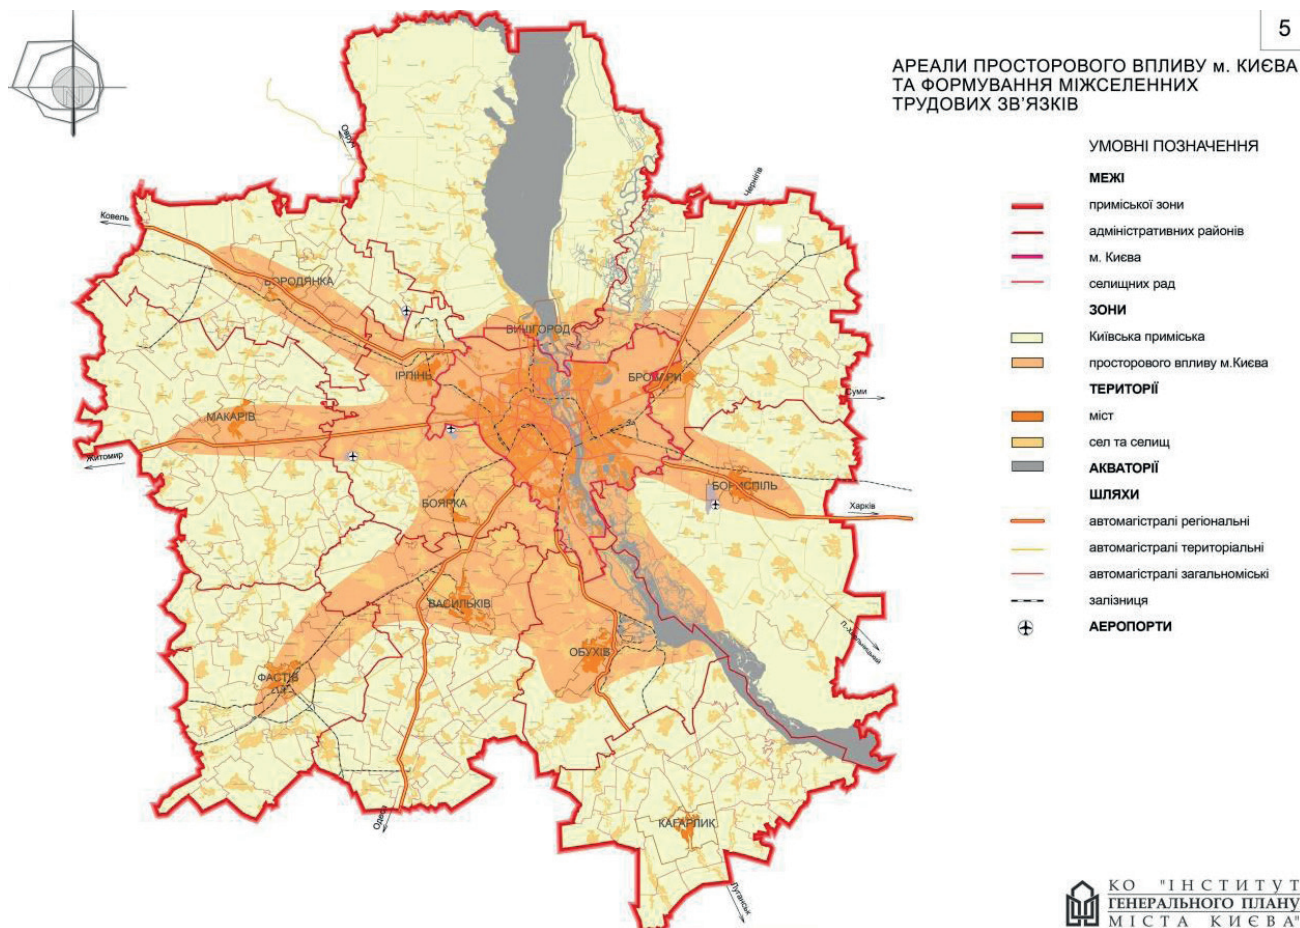 5
АРЕАЛИ ПРОСТОРОВОГО ВПЛИВУ м. КИЄВА
ТА ФОРМУВАННЯ МІЖСЕЛЕННИХ
ТРУДОВИХ ЗВ'ЯЗКІВ
УМОВНІ ПОЗНАЧЕННЯ
МЕЖІ
приміської зони
адміністративних районів
м. Києва
селищних рад
ЗОНИ
Київська приміська
просторового впливу м.Києва
ТЕРИТОРІЇ
міст
сел та селищ
АКВАТОРІЇ
ШЛЯХИ
автомагістралі регіональні
автомагістралі територіальні
автомагістралі загальноміські
залізниця
АЕРОПОРТИ
Овруч
Чернігів
Ковель
БОРОДЯНКА
ВИШГОРОД
ІРПІНЬ
БРОВАРИ
Суми
МАКАРІВ
Житомир
БОРИСПІЛЬ
БОЯРКА
Харків
ВАСИЛЬКІВ
ОБУХІВ
П.-Хмельницький
ФАСТІВ
Одеса
КАГАРЛИК
Луганськ
КО "ІНСТИТУТ
ГЕНЕРАЛЬНОГО ПЛАНУ
МІСТА КИЄВА"